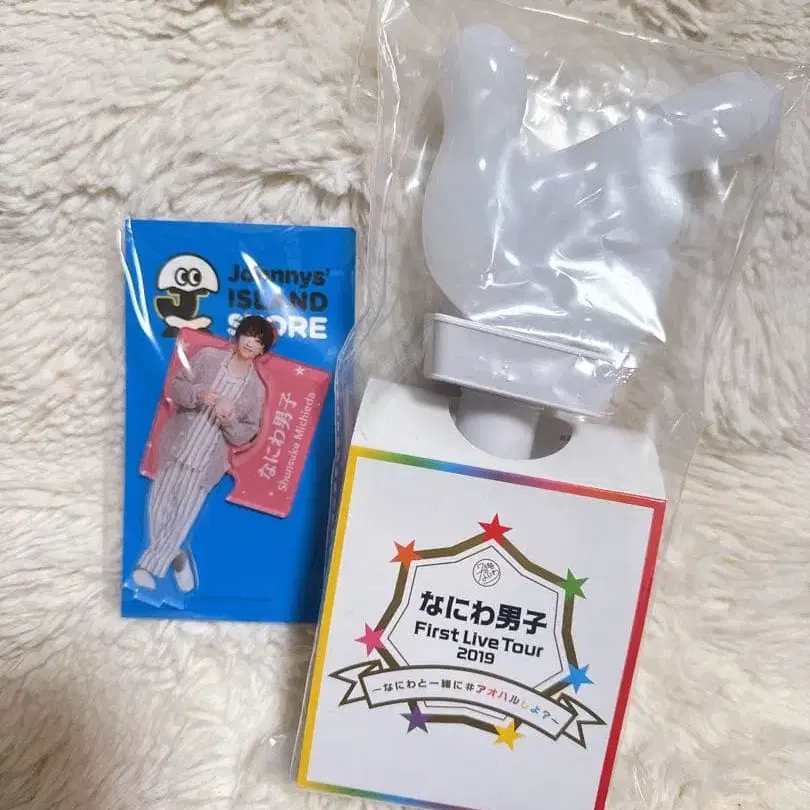 Johnnys'
ISLAND
STORE
なにわ男子
Shunsuke Michieda
なにわ男子
First Live Tour
2019
～なにわと一緒に#アオハルしよ?～